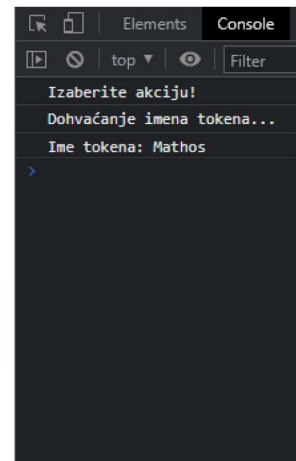 Elements Console
top Filter
Izaberite akciju!
Dohvaćanje imena tokena...
Ime tokena: Mathos